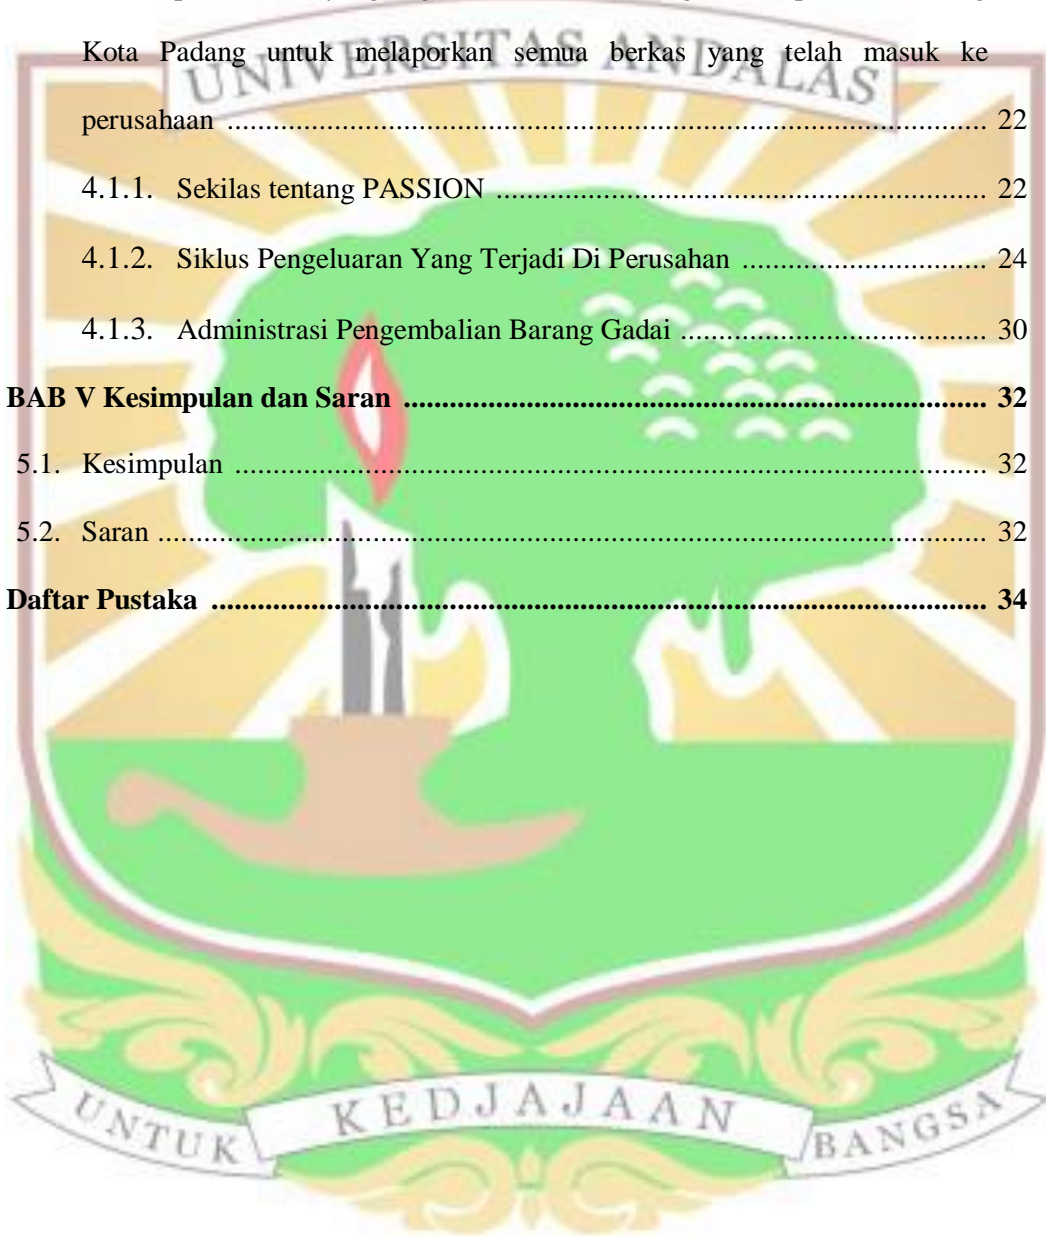 Kota Padang untuk melaporkan semua berkas yang telah masuk ke
UNIVERSITAS ANDALAS
perusahaan .................................................................................................. 22
4.1.1. Sekilas tentang PASSION ................................................................ 22
4.1.2. Siklus Pengeluaran Yang Terjadi Di Perusahan ................................ 24
4.1.3. Administrasi Pengembalian Barang Gadai ........................................ 30
BAB V Kesimpulan dan Saran ........................................................................... 32
5.1. Kesimpulan ................................................................................................. 32
5.2. Saran ........................................................................................................... 32
Daftar Pustaka .................................................................................................... 34
UNTUK KEDJAJAAN BANGSA